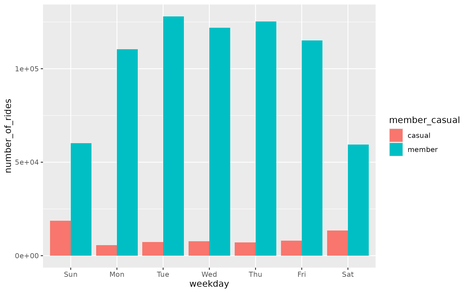 number_of_rides
1e+05
5e+04
0e+00
Sun Mon Tue Wed Thu Fri Sat
weekday
member_casual
casual
member